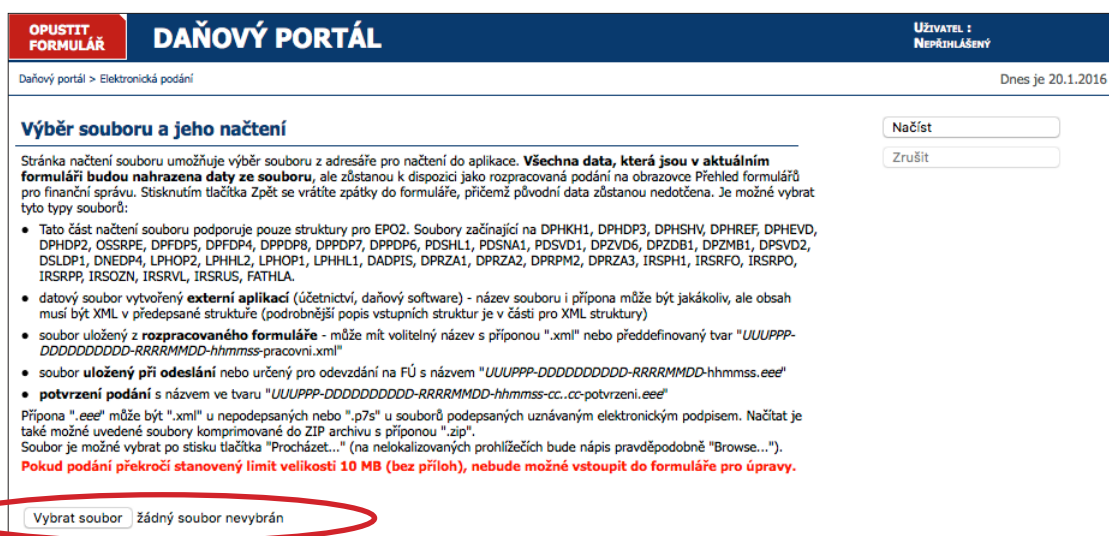 OPUSTIT
FORMULÁŘ
DAŇOVÝ PORTÁL
UŽIVATEL :
NEPŘIHLÁŠENÝ
Daňový portál > Elektronická podání
Dnes je 20.1.2016
Výběr souboru a jeho načtení
Načíst
Zrušit
Stránka načtení souboru umožňuje výběr souboru z adresáře pro načtení do aplikace. Všechna data, která jsou v aktuálním
formuláři budou nahrazena daty ze souboru, ale zůstanou k dispozici jako rozpracovaná podání na obrazovce Přehled formulářů
pro finanční správu. Stisknutím tlačítka Zpět se vrátíte zpátky do formuláře, přičemž původní data zůstanou nedotčena. Je možné vybrat
tyto typy souborů:
• Tato část načtení souboru podporuje pouze struktury pro EPO2. Soubory začínající na DPHKH1, DPHDP3, DPHSHV, DPHREF, DPHEVD,
DPHDP2, OSSRPE, DPFDP5, DPFDP4, DPPDP8, DPPDP7, DPPDP6, PDSHL1, PDSNA1, PDSVD1, DPZVD6, DPZDB1, DPZMB1, DPSVD2,
DSLDP1, DNEDP4, LPHOP2, LPHHL2, LPHOP1, LPHHL1, DADPIS, DPRZA1, DPRZA2, DPRPM2, DPRZA3, IRSPH1, IRSRFO, IRSRPO,
IRSRPP, IRSOZN, IRSRVL, IRSRUS, FATHLA.
• datový soubor vytvořený externí aplikací (účetnictví, daňový software) - název souboru i přípona může být jakákoliv, ale obsah
musí být XML v předepsané struktuře (podrobnější popis vstupních struktur je v části pro XML struktury)
• soubor uložený z rozpracovaného formuláře - může mít volitelný název s příponou ".xml" nebo předdefinovaný tvar "UUUPPP-
DDDDDDDDDD-RRRRMMDD-hhmmss-pracovni.xml"
• soubor uložený při odeslání nebo určený pro odevzdání na FÚ s názvem "UUUPPP-DDDDDDDDDD-RRRRMMDD-hhmmss.eee"
• potvrzení podání s názvem ve tvaru "UUUPPP-DDDDDDDDDD-RRRRMMDD-hhmmss-cc..cc-potvrzeni.eee"
Přípona ".eee" může být ".xml" u nepodepsaných nebo ".p7s" u souborů podepsaných uznávaným elektronickým podpisem. Načítat je
také možné uvedené soubory komprimované do ZIP archivu s příponou ".zip".
Soubor je možné vybrat po stisku tlačítka "Procházet..." (na nelokalizovaných prohlížečích bude nápis pravděpodobně "Browse...").
Pokud podání překročí stanovený limit velikosti 10 MB (bez příloh), nebude možné vstoupit do formuláře pro úpravy.
Vybrat soubor žádný soubor nevybrán